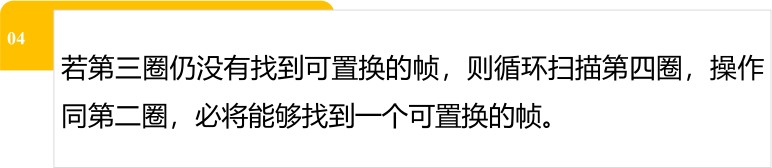 04
若第三圈仍没有找到可置换的帧，则循环扫描第四圈，操作
同第二圈，必将能够找到一个可置换的帧。